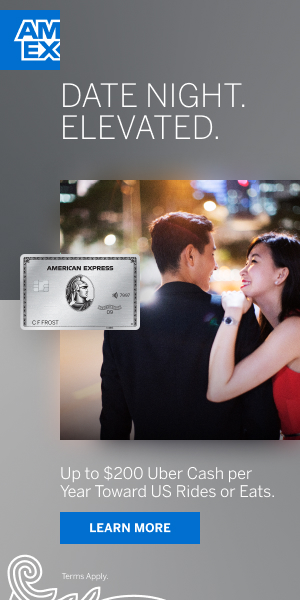 AM
EX
DATE NIGHT.
ELEVATED.
AMERICAN EXPRESS
C F FROST
Up to $200 Uber Cash per
Year Toward US Rides or Eats.
LEARN MORE
Terms Apply.